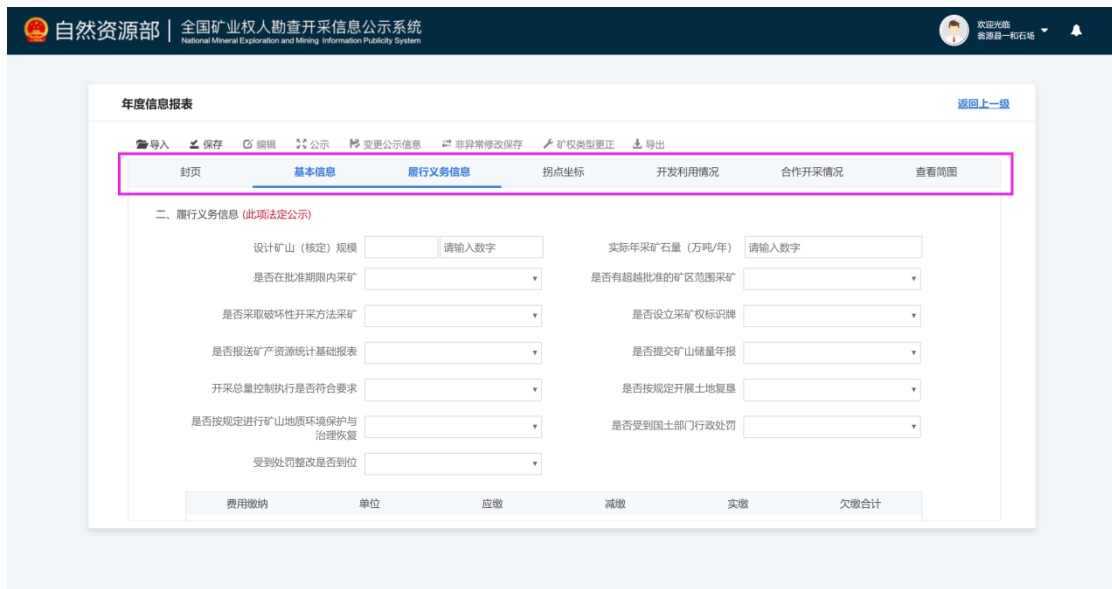 自然资源部 全国矿业权人勘查开采信息公示系统
National Mineral Exploration and Mining Information Publicity System
欢迎光临
翁源县一和石场
年度信息报表 返回上一级
导入 保存 编辑 公示 变更公示信息 非异常修改保存 矿权类型更正 导出
封页 基本信息 履行义务信息 拐点坐标 开发利用情况 合作开采情况 查看简图
二、履行义务信息 (此项法定公示)
设计矿山（核定）规模 请输入数字 实际年采矿石量（万吨/年） 请输入数字
是否在批准期限内采矿 是否有超越批准的矿区范围采矿
是否采取破坏性开采方法采矿 是否设立采矿权标识牌
是否报送矿产资源统计基础报表 是否提交矿山储量年报
开采总量控制执行是否符合要求 是否按规定开展土地复垦
是否按规定进行矿山地质环境保护与
治理恢复 是否受到国土部门行政处罚
受到处罚整改是否到位
费用缴纳 单位 应缴 减缴 实缴 欠缴合计